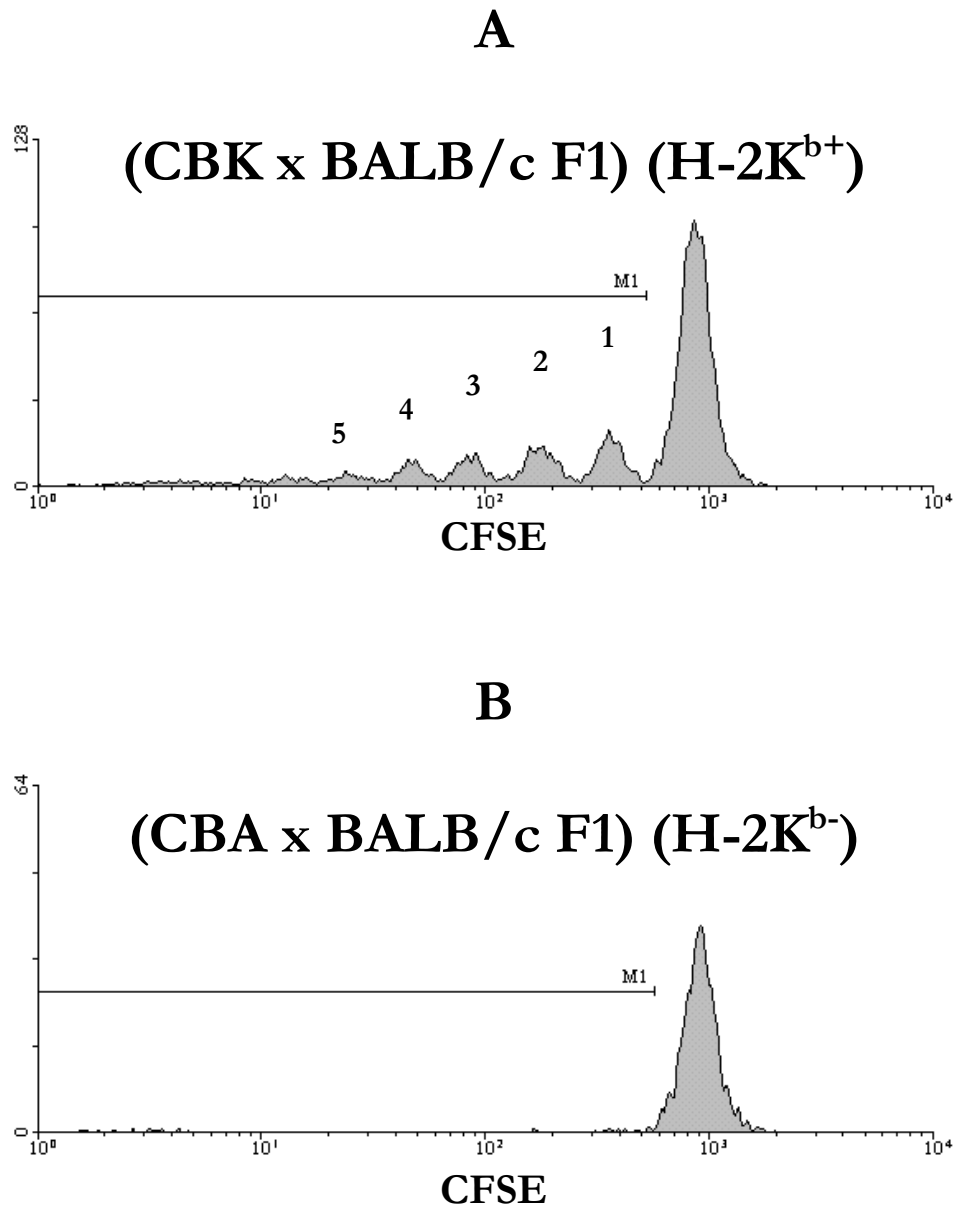 A
128
(CBK x BALB/c F1) (H-2Kᵇ⁺)
M1
1
2
3
4
5
0
10⁰ 10¹ 10² 10³ 10⁴
CFSE
B
64
(CBA x BALB/c F1) (H-2Kᵇ⁻)
M1
0
10⁰ 10¹ 10² 10³ 10⁴
CFSE